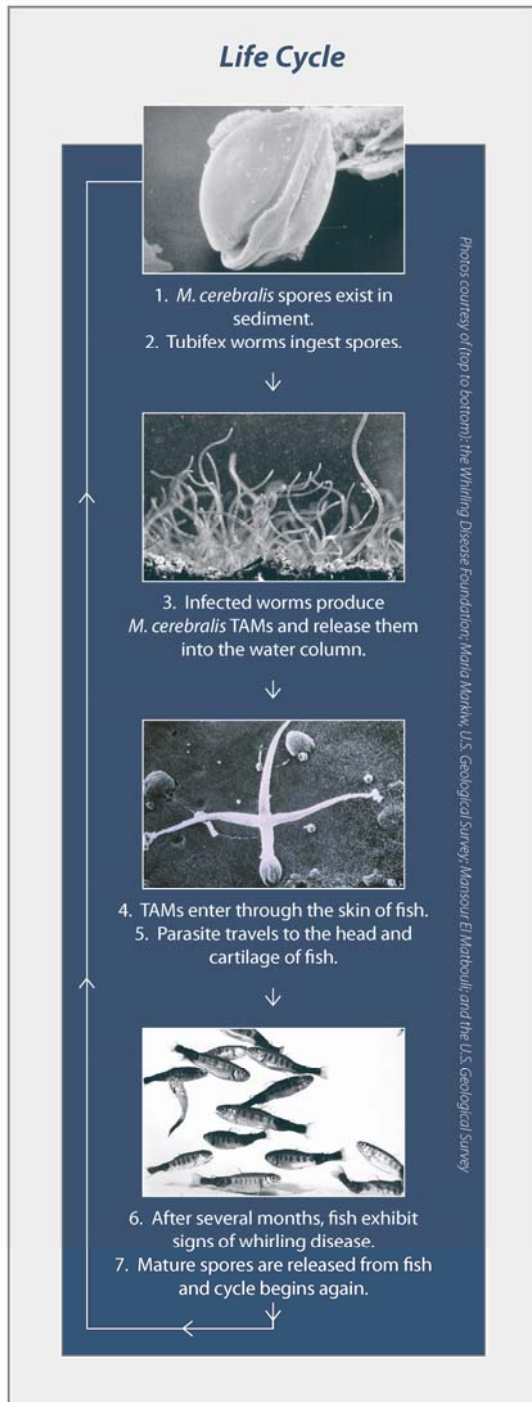 Life Cycle
1. M. cerebralis spores exist in
sediment.
2. Tubifex worms ingest spores.
3. Infected worms produce
M. cerebralis TAMs and release them
into the water column.
4. TAMs enter through the skin of fish.
5. Parasite travels to the head and
cartilage of fish.
6. After several months, fish exhibit
signs of whirling disease.
7. Mature spores are released from fish
and cycle begins again.
Photos courtesy of (top to bottom): the Whirling Disease Foundation; Maria Markiw, U.S. Geological Survey; Mansour El Matbouli; and the U.S. Geological Survey